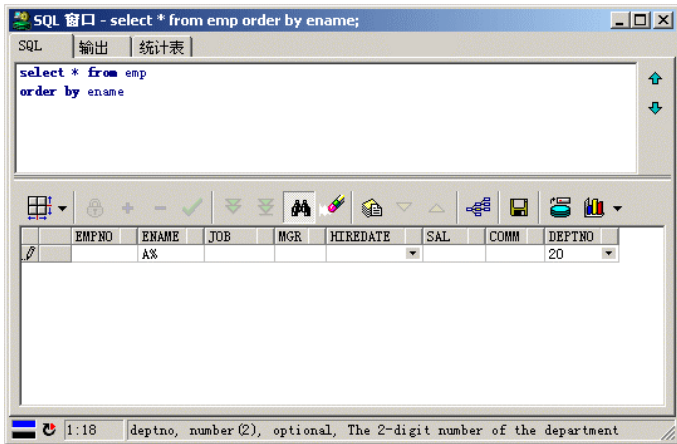 SQL 窗口 - select * from emp order by ename;
SQL 输出 统计表
select * from emp
order by ename
EMPNO ENAME JOB MGR HIREDATE SAL COMM DEPTNO
A% 20
1:18 deptno, number(2), optional, The 2-digit number of the department